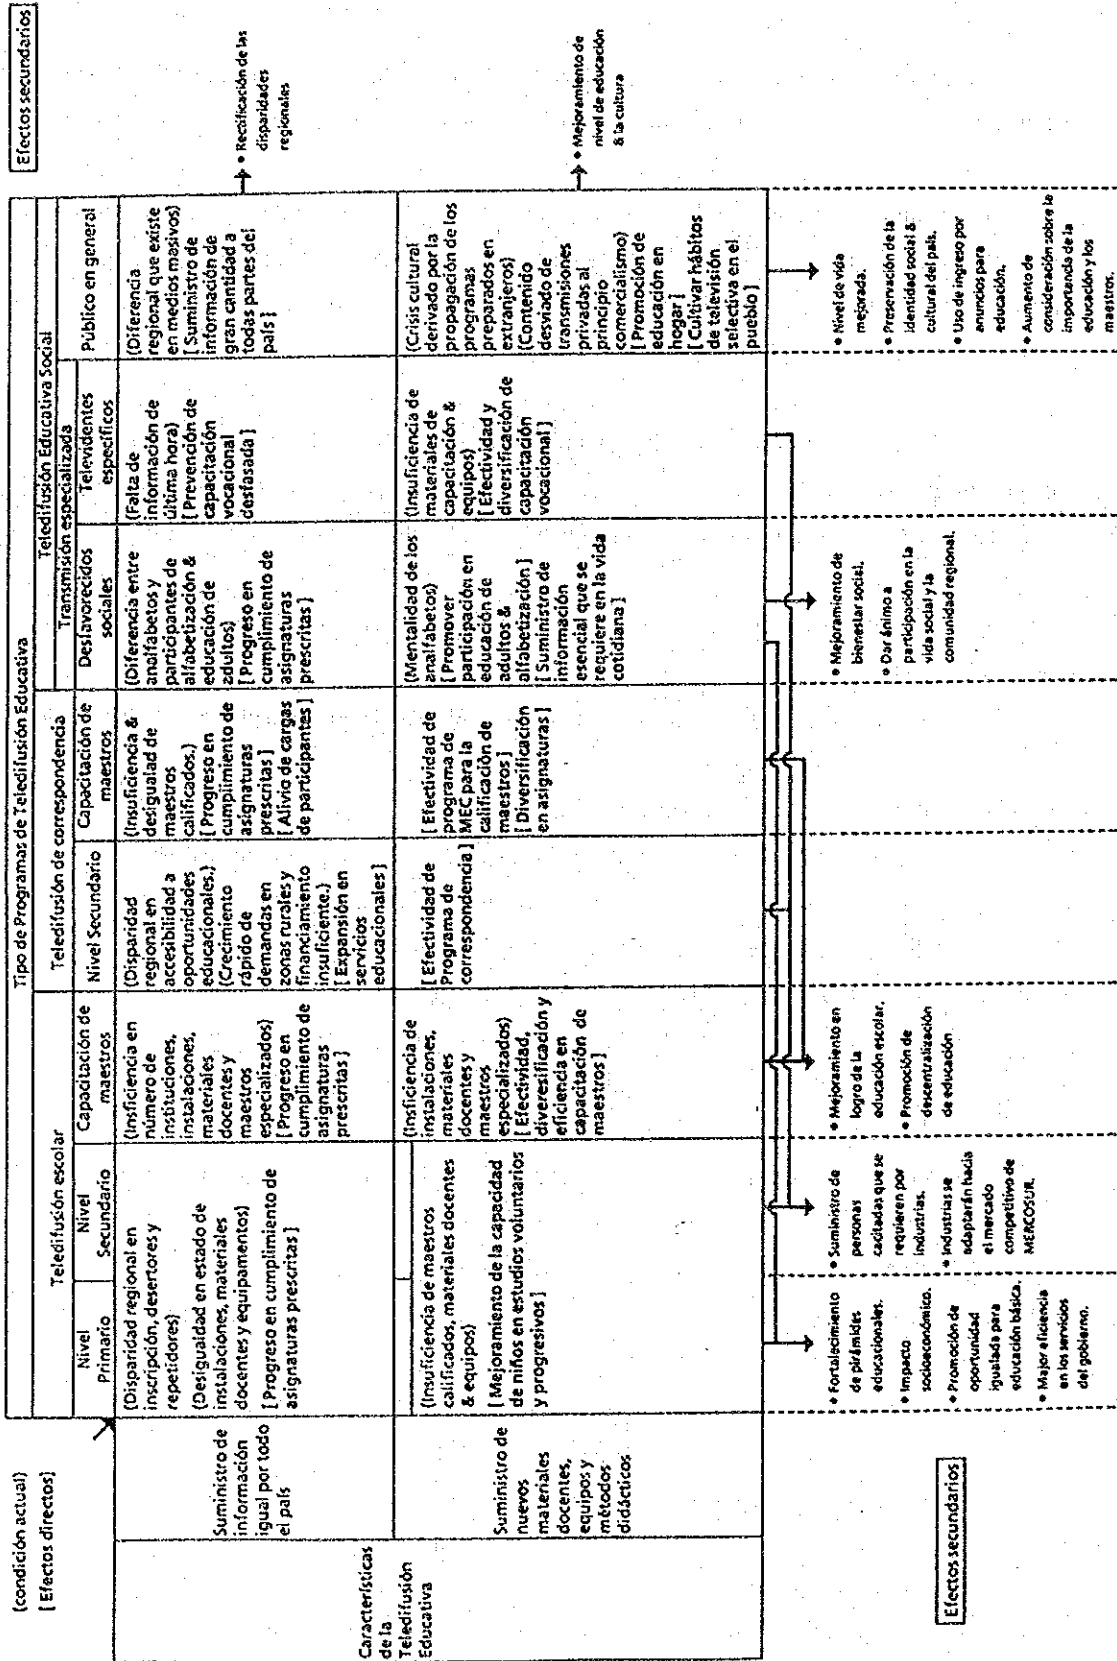 (condición actual)
[Efectos directos]
Efectos secundarios
Tipo de Programas de Teledifusión Educativa
Teledifusión escolar
Teledifusión de correspondencia
Teledifusión Educativa Social
Transmisión especializada
Nivel
Primario
Nivel
Secundario
Capacitación de
maestros
Nivel Secundario
Capacitación de
maestros
Desfavorecidos
sociales
Televidentes
específicos
Público en general
Características
de la
Teledifusión
Educativa
Suministro de
información
igual por todo
el país
(Disparidad regional en
inscripción, desertores y
repetidores)
(Desigualdad en estado de
instalaciones, materiales
docentes y equipamentos)
[Progreso en cumplimiento de
asignaturas prescritas]
(Insficiencia en
número de
instituciones,
instalaciones,
materiales
docentes y
maestros
especializados)
[Progreso en
cumplimiento de
asignaturas
prescritas]
(Disparidad
regional en
accesibilidad a
oportunidades
educacionales.)
(Crecimiento
rápido de
demandas en
zonas rurales y
financiamiento
insuficiente.)
[Expansión en
servicios
educacionales]
(Insuficiencia &
desigualad de
maestros
calificados.)
[Progreso en
cumplimiento de
asignaturas
prescritas]
[Alivio de cargas
de participantes]
(Diferencia entre
analfabetos y
participantes de
alfabetización &
educación de
adultos)
[Progreso en
cumplimiento de
asignaturas
prescritas]
(Falta de
información de
última hora)
[Prevención de
capacitación
vocacional
desfasada]
(Diferencia
regional que existe
en medios masivos)
[Suministro de
información de
gran cantidad a
todas partes del
país]
• Rectificación de las
disparidades
regionales
Suministro de
nuevos
materiales
docentes,
equipos y
métodos
didácticos
(Insuficiencia de maestros
calificados, materiales docentes
& equipos)
[Mejoramiento de la capacidad
de niños en estudios voluntarios
y progresivos]
(Insficiencia de
instalaciones,
materiales
docentes y
maestros
especializados)
[Efectividad,
diveresificación y
eficiencia en
capacitación de
maestros]
[Efectividad de
Programa de
correspondencia]
[Efectividad de
programa de
MEC para la
calificación de
maestros]
[Diversificación
en asignaturas]
(Mentalidad de los
analfabetos)
[Promover
participación en
educación de
adultos &
alfabetización]
[Suministro de
información
esencial que se
requiere en la vida
cotidiana]
(Insuficiencia de
materiales de
capacitación &
equipos)
[Efectividad y
diversificación de
capacitación
vocacional]
(Crisis cultural
derivado por la
propagación de los
programas
preparados en
extranjeros)
(Contenido
desviado de
transmisiones
privadas al
principio
comercialismo)
[Promoción de
educación en
hogar]
[Cultivar hábitos
de televisión
selectiva en el
pueblo]
• Mejoramiento de
nivel de educación
& la cultura
Efectos secundarios
• Fortalecimiento
de pirámides
educacionales.
• Impacto
socioeconómico.
• Promoción de
oportunidad
igualada para
educación básica.
• Major eficiencia
en los servicios
del gobierno.
• Suministro de
personas
cacitadas que se
requieren por
industrias.
• Industrias se
adaptarán hacia
el mercado
competitivo de
MERCOSUR.
• Mejoramiento en
logro de la
educación escolar.
• Promoción de
descentralización
de educación
• Mejoramiento de
bienestar social.
• Dar ánimo a
participación en la
vida social y la
comunidad regional.
• Nivel de vida
mejorada.
• Preservación de la
identidad social &
cultural del país.
• Uso de ingreso por
anuncios para
educación.
• Aumento de
consideración sobre la
importancia de la
educación y los
maestros.